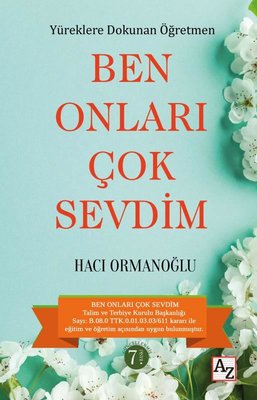 Yüreklere Dokunan Öğretmen
BEN
ONLARI
ÇOK
SEVDİM
HACI ORMANOĞLU
BEN ONLARI ÇOK SEVDİM
Talim ve Terbiye Kurulu Başkanlığı
Sayı: B.08.0 TTK.0.01.03.03/611 kararı ile
eğitim ve öğretim açısından uygun bulunmuştur.
7
AZ